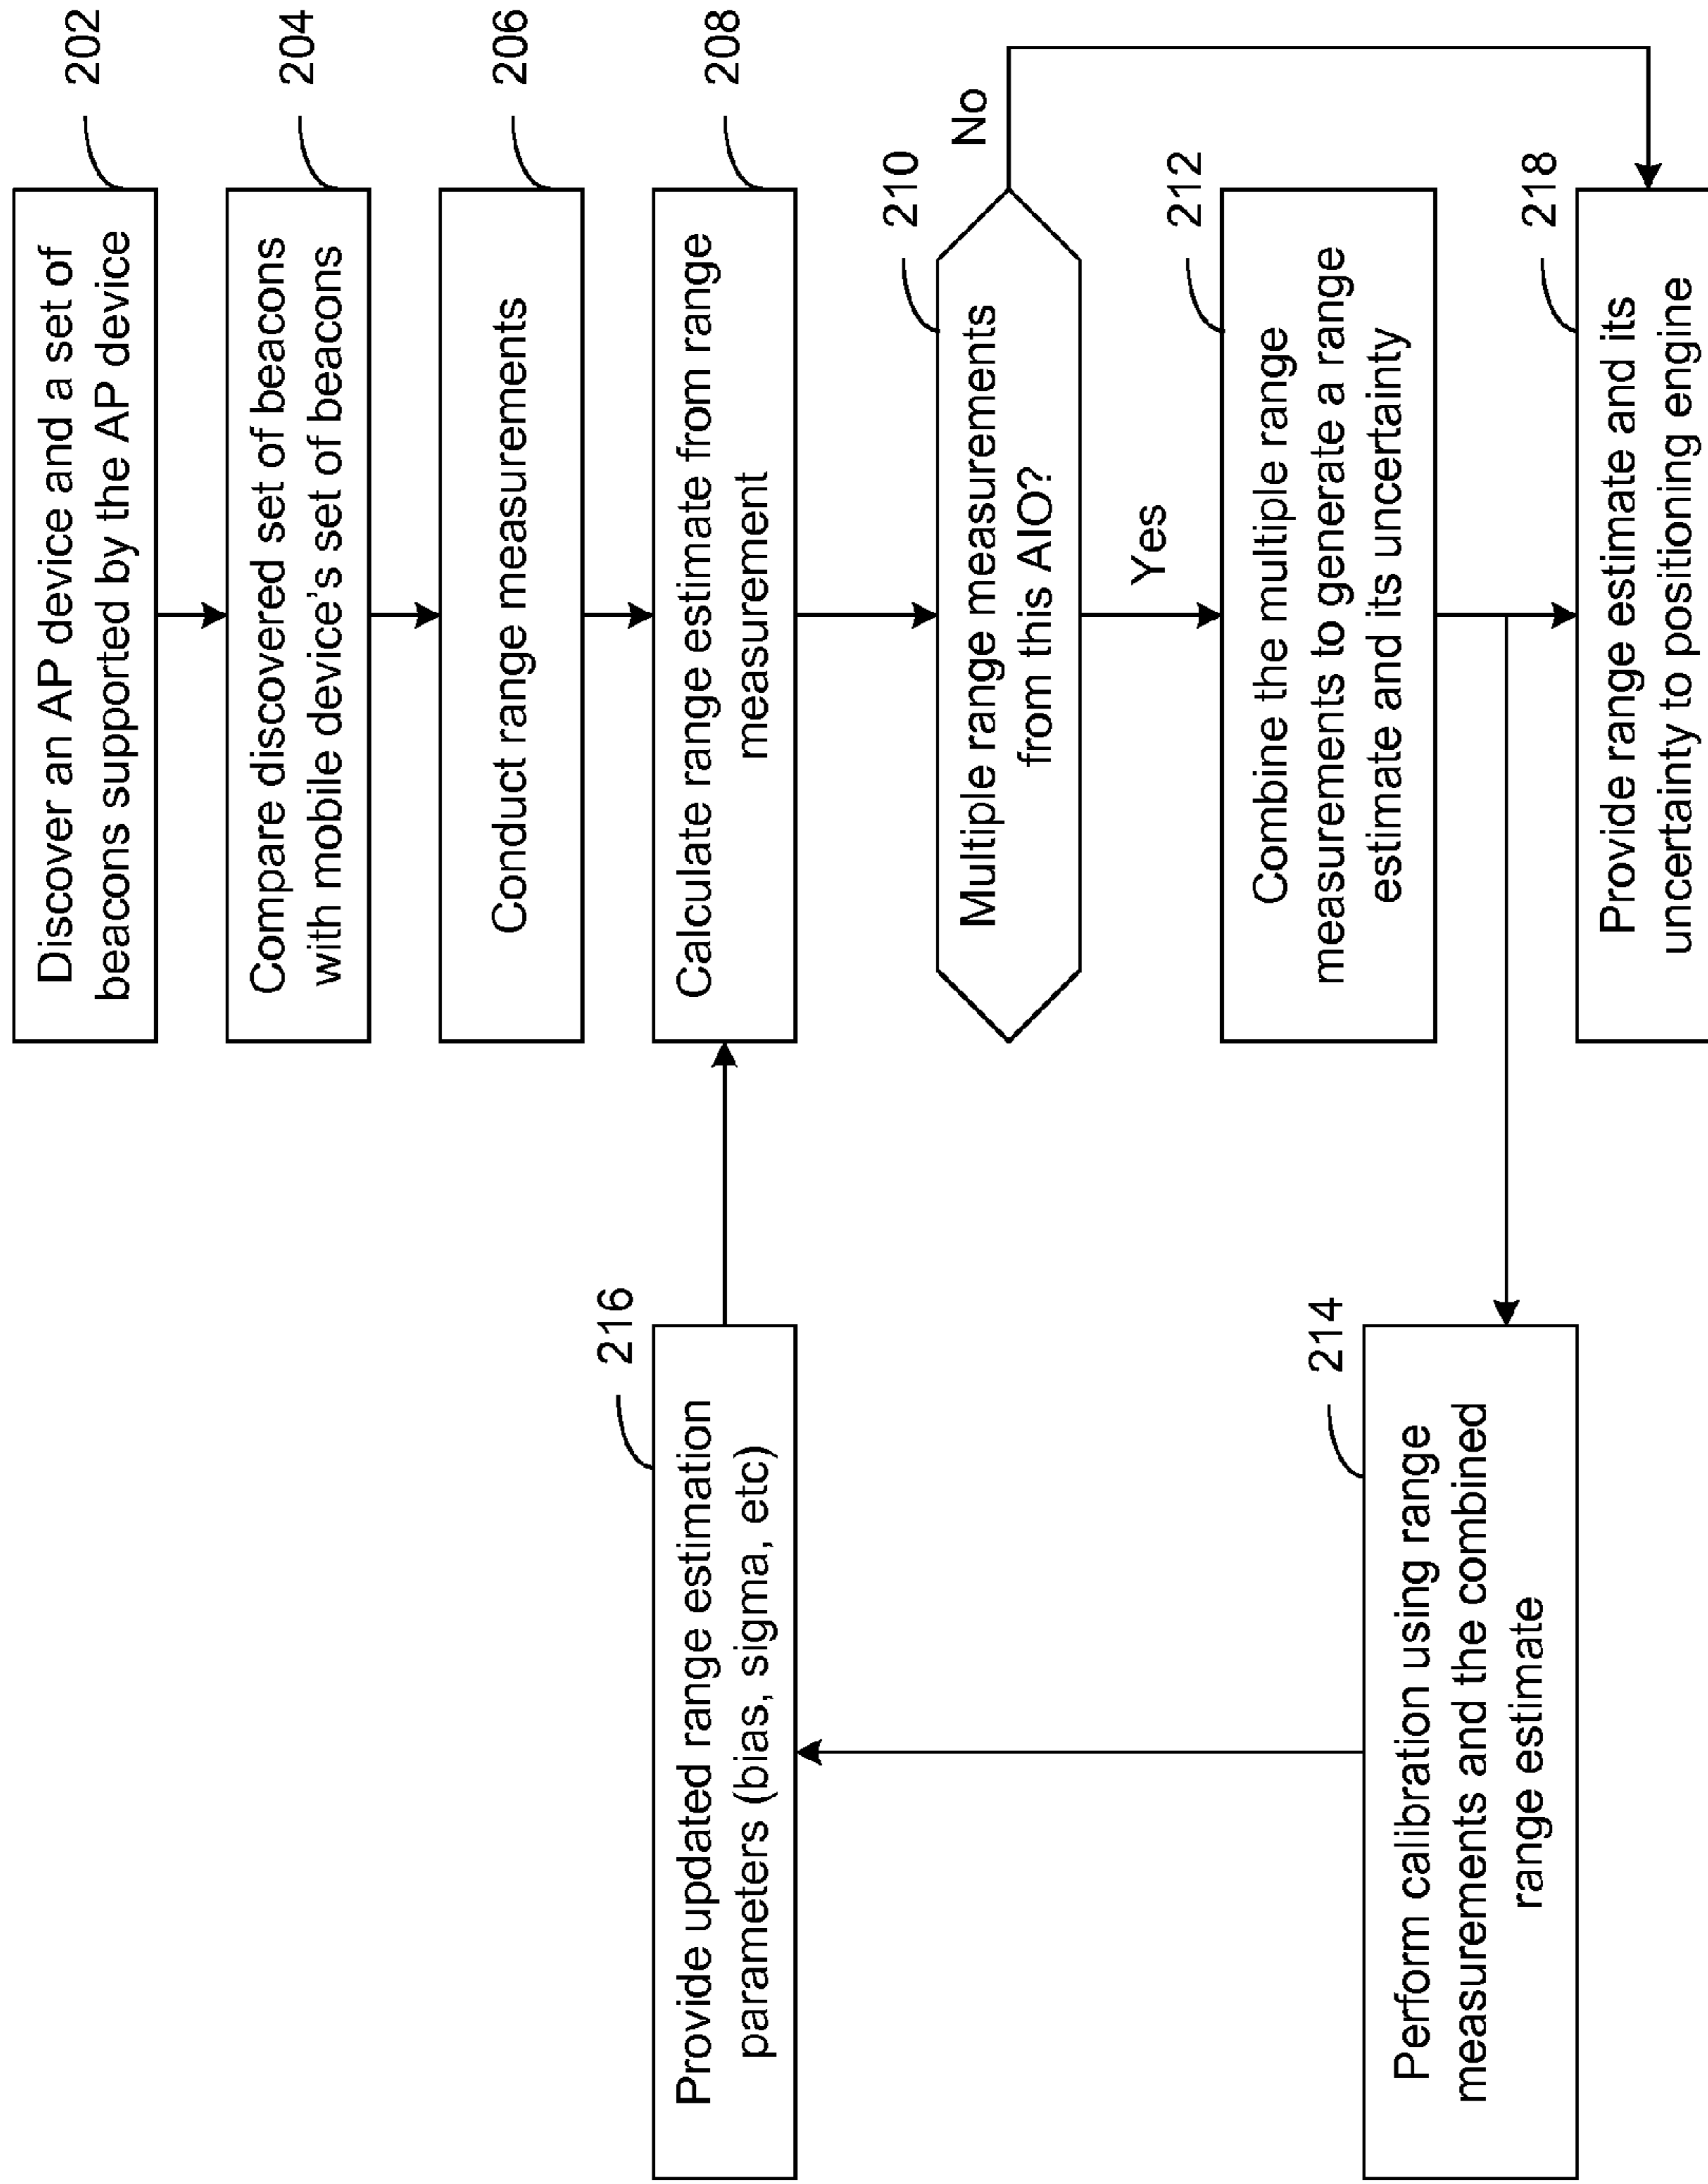 202
Discover an AP device and a set of
beacons supported by the AP device
204
Compare discovered set of beacons
with mobile device's set of beacons
206
Conduct range measurements
216
Provide updated range estimation
parameters (bias, sigma, etc)
208
Calculate range estimate from range
measurement
210
Multiple range measurements
from this AIO?
No
Yes
212
Combine the multiple range
measurements to generate a range
estimate and its uncertainty
214
Perform calibration using range
measurements and the combined
range estimate
218
Provide range estimate and its
uncertainty to positioning engine